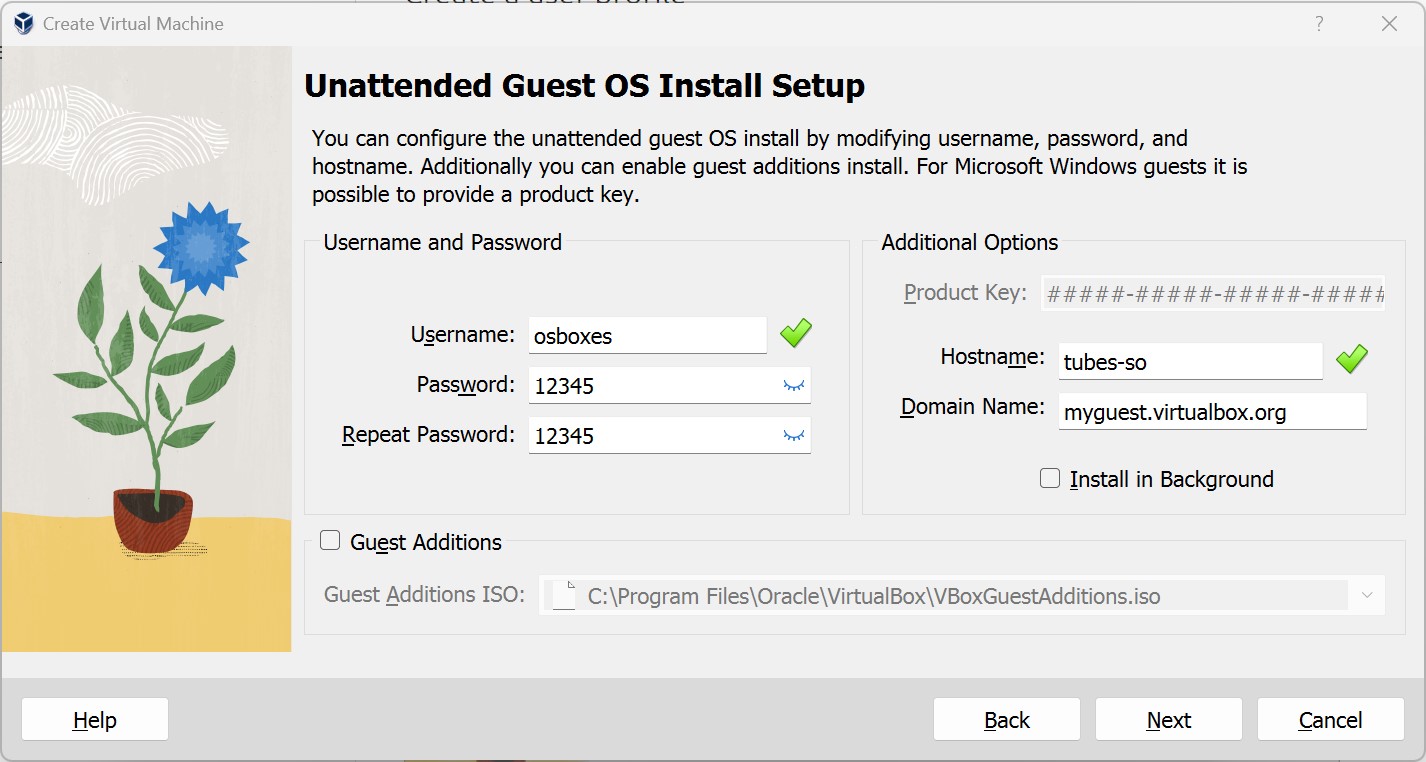 Create a user profile
Create Virtual Machine
?
Unattended Guest OS Install Setup
You can configure the unattended guest OS install by modifying username, password, and
hostname. Additionally you can enable guest additions install. For Microsoft Windows guests it is
possible to provide a product key.
Username and Password
Username: osboxes
Password: 12345
Repeat Password: 12345
Additional Options
Product Key: #####-#####-#####-#####
Hostname: tubes-so
Domain Name: myguest.virtualbox.org
Install in Background
Guest Additions
Guest Additions ISO: C:\Program Files\Oracle\VirtualBox\VBoxGuestAdditions.iso
Help
Back
Next
Cancel